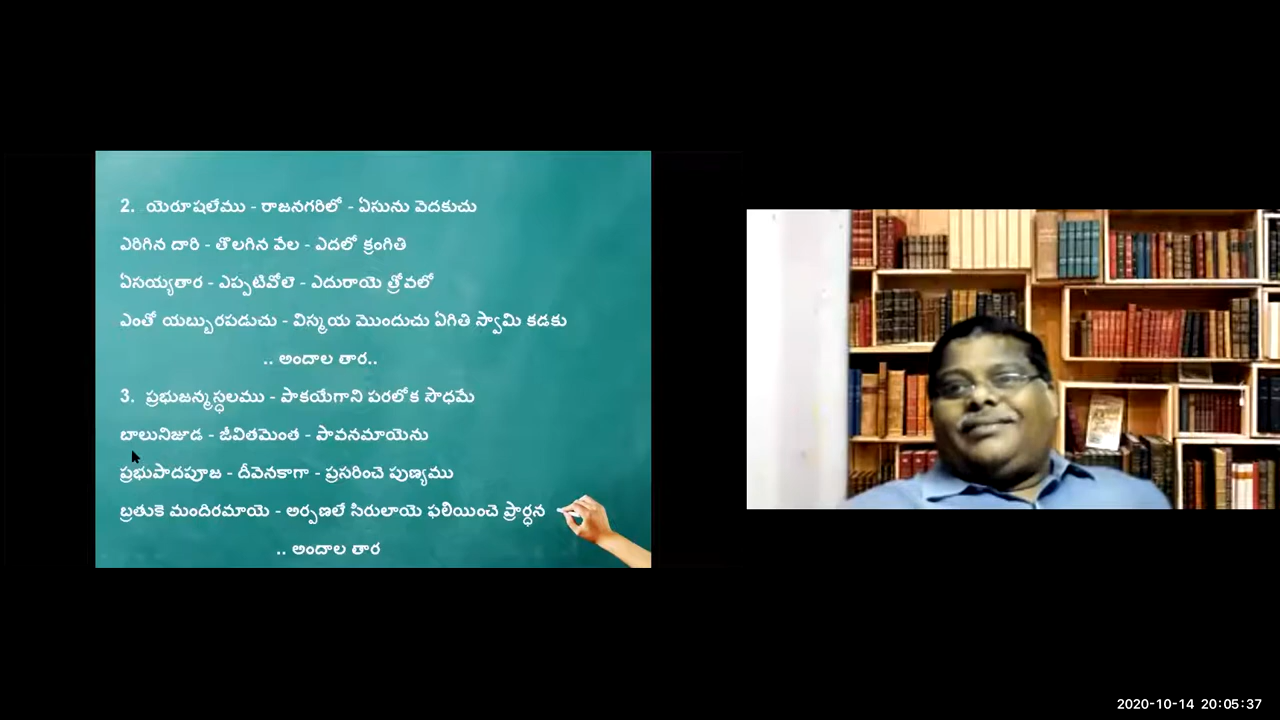 2. యెరూషలేము - రాజనగరిలో - ఏసును వెదకుచు
ఎరిగిన దారి - తొలగిన వేల - ఎదలో క్రంగితి
ఏసయ్యతార - ఎప్పటివోలె - ఎదురాయె త్రోవలో
ఎంతో యబ్బురపడుచు - విస్మయ మొందుచు ఏగితి స్వామి కడకు
.. అందాల తార..
3. ప్రభుజన్మస్ధలము - పాకయేగాని పరలోక సౌధమే
బాలునిజూడ - జీవితమెంత - పావనమాయెను
ప్రభుపాదపూజ - దీవెనకాగా - ప్రసరించె పుణ్యము
బ్రతుకె మందిరమాయె - అర్పణలే సిరులాయె ఫలియించె ప్రార్ధన
.. అందాల తార
2020-10-14 20:05:37